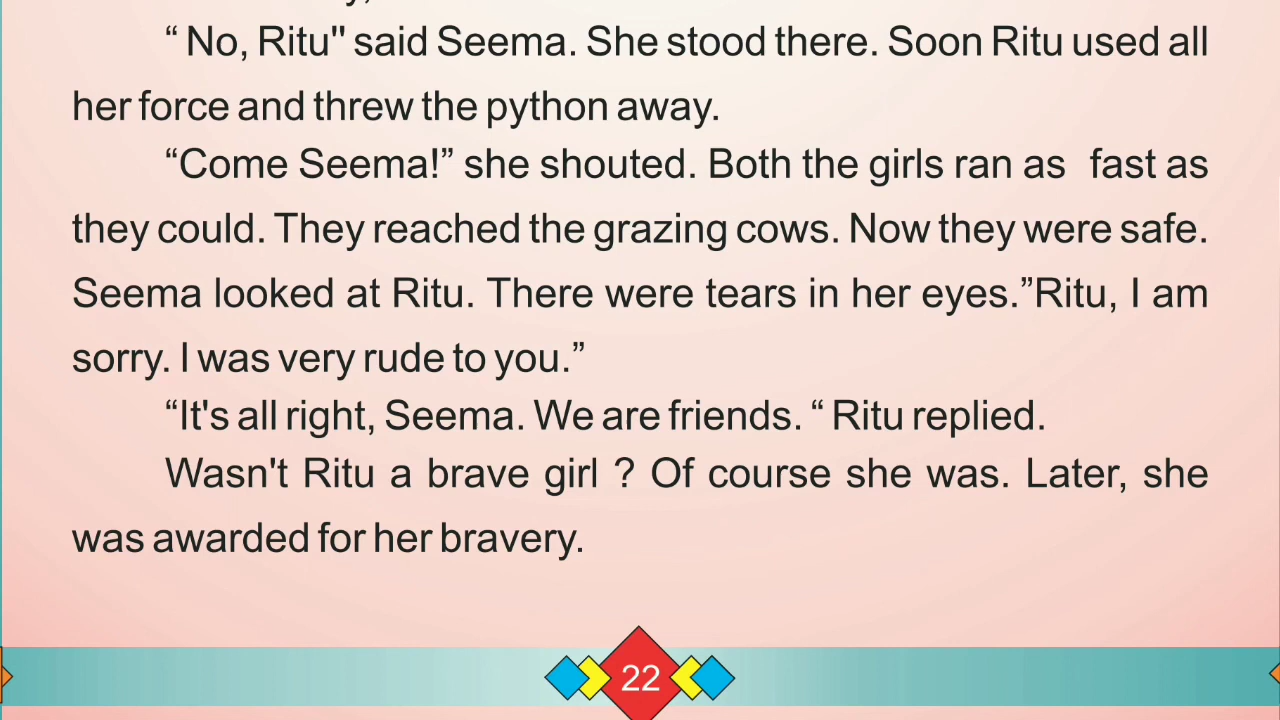 “ No, Ritu" said Seema. She stood there. Soon Ritu used all
her force and threw the python away.
“Come Seema!” she shouted. Both the girls ran as fast as
they could. They reached the grazing cows. Now they were safe.
Seema looked at Ritu. There were tears in her eyes.”Ritu, I am
sorry. I was very rude to you.”
“It's all right, Seema. We are friends. “ Ritu replied.
Wasn't Ritu a brave girl ? Of course she was. Later, she
was awarded for her bravery.
22